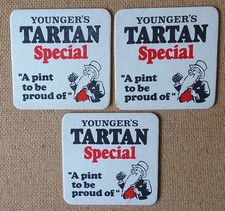 YOUNGER'S
TARTAN
Special
"A pint
to be
proud of"
YOUNGER'S
TARTAN
Special
"A pint
to be
proud of"
YOUNGER'S
TARTAN
Special
"A pint
to be
proud of"